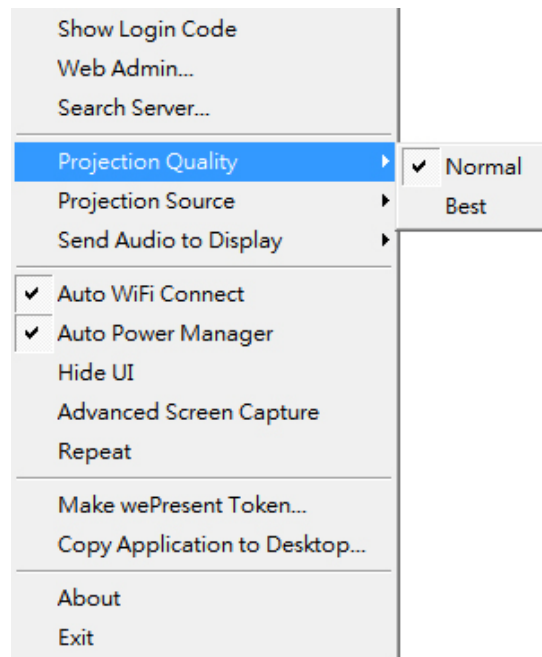 Show Login Code
Web Admin...
Search Server...
Projection Quality
Normal
Projection Source
Best
Send Audio to Display
Auto WiFi Connect
Auto Power Manager
Hide UI
Advanced Screen Capture
Repeat
Make wePresent Token...
Copy Application to Desktop...
About
Exit